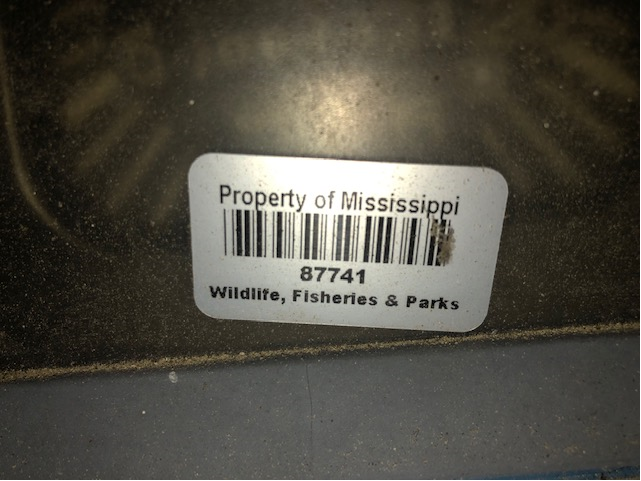 Property of Mississippi
87741
Wildlife, Fisheries & Parks